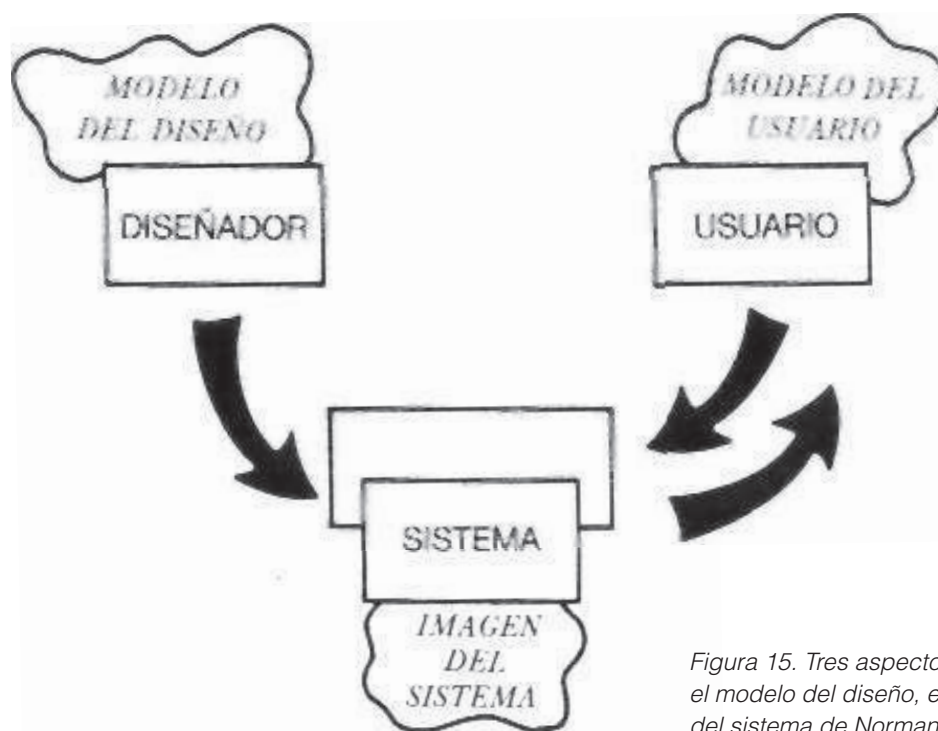 MODELO
DEL DISEÑO
DISEÑADOR
MODELO DEL
USUARIO
USUARIO
SISTEMA
IMAGEN
DEL
SISTEMA
Figura 15. Tres aspecto
el modelo del diseño, e
del sistema de Norman